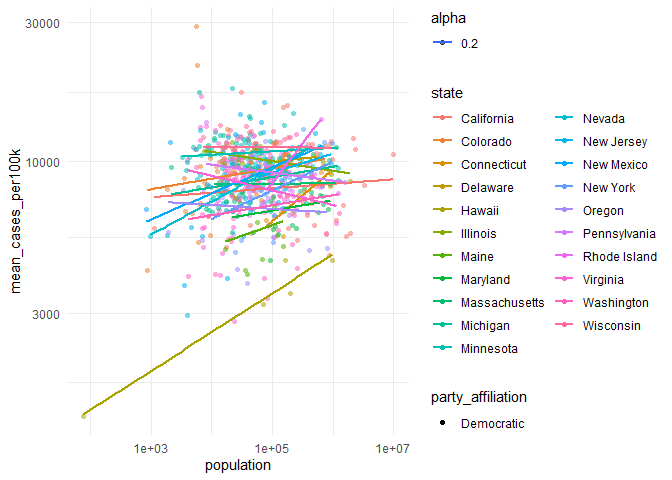 30000
10000
3000
mean_cases_per100k
1e+03
1e+05
1e+07
population
alpha
0.2
state
California
Colorado
Connecticut
Delaware
Hawaii
Illinois
Maine
Maryland
Massachusetts
Michigan
Minnesota
Nevada
New Jersey
New Mexico
New York
Oregon
Pennsylvania
Rhode Island
Virginia
Washington
Wisconsin
party_affiliation
Democratic